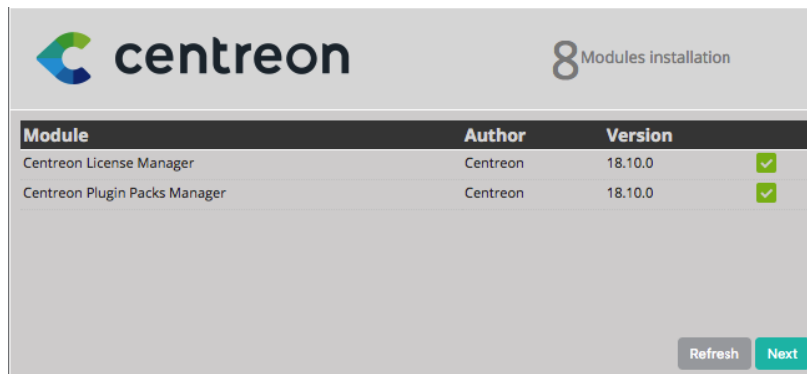 centreon
8 Modules installation
Module Author Version
Centreon License Manager Centreon 18.10.0
Centreon Plugin Packs Manager Centreon 18.10.0
Refresh Next